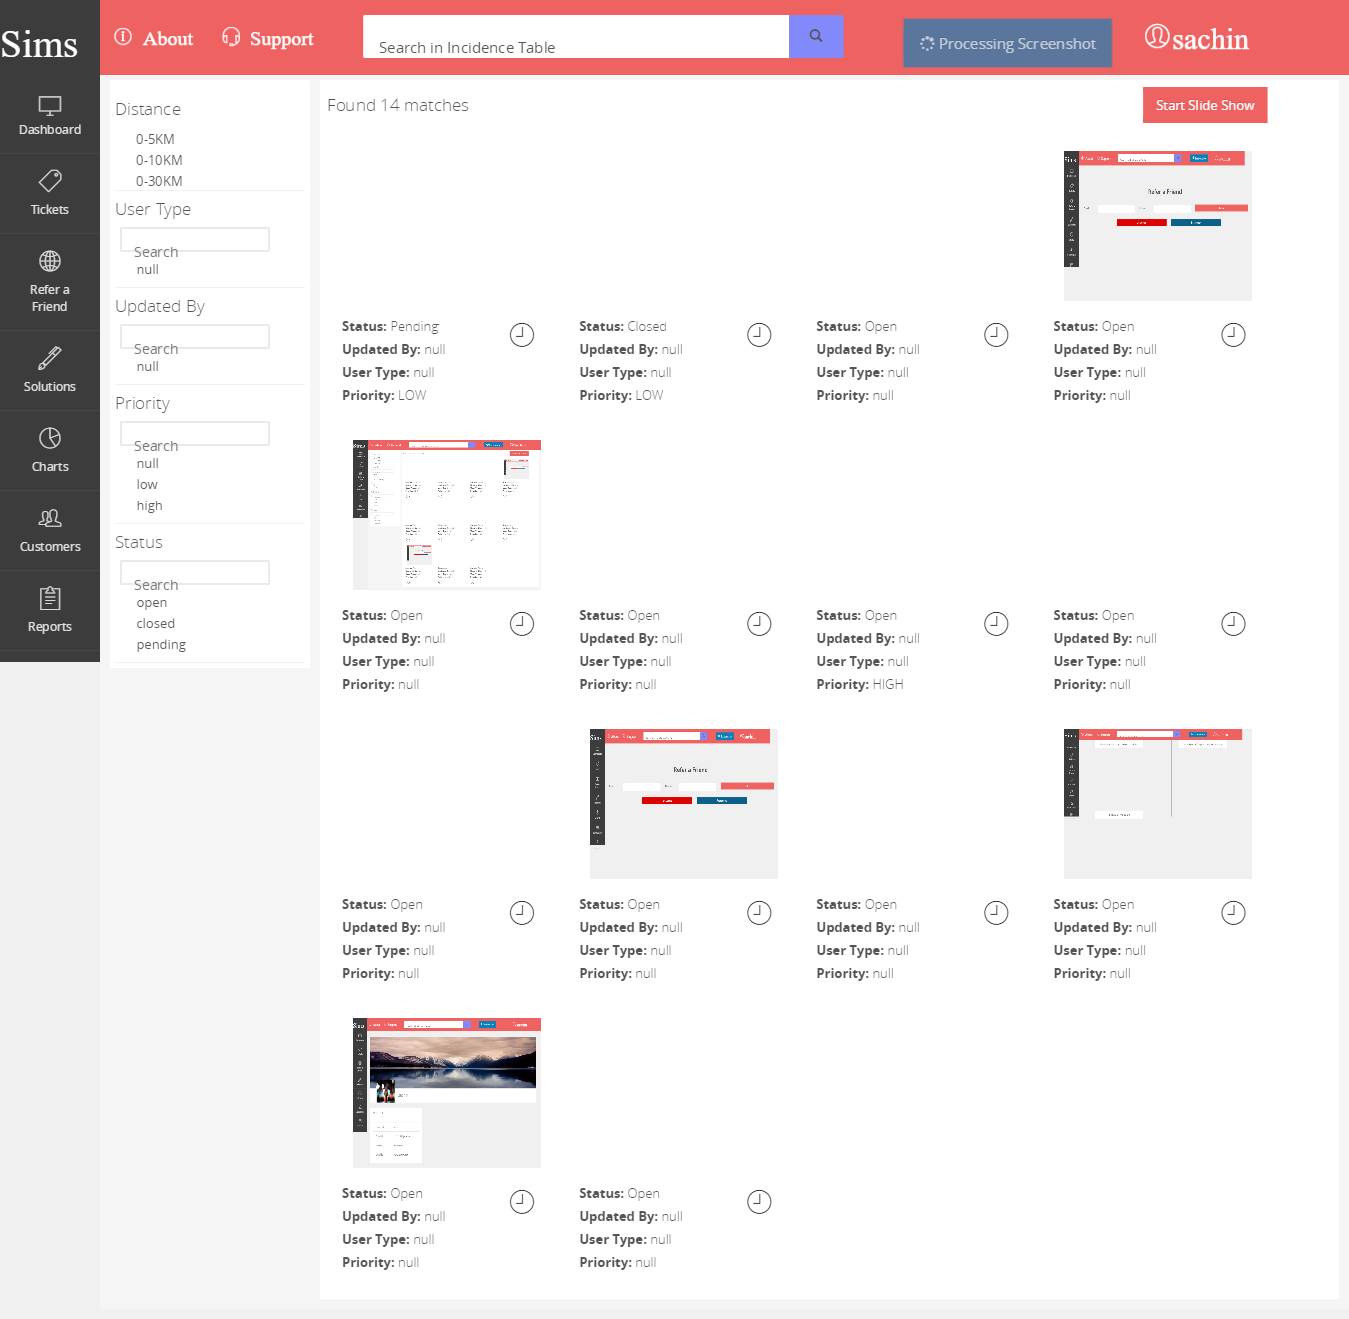 Sims
About
Support
Search in Incidence Table
Processing Screenshot
sachin
Dashboard
Tickets
Refer a
Friend
Solutions
Charts
Customers
Reports
Distance
0-5KM
0-10KM
0-30KM
User Type
Search
null
Updated By
Search
null
Priority
Search
null
low
high
Status
Search
open
closed
pending
Found 14 matches
Start Slide Show
Sims
Refer a Friend
Status: Pending
Updated By: null
User Type: null
Priority: LOW
Status: Closed
Updated By: null
User Type: null
Priority: LOW
Status: Open
Updated By: null
User Type: null
Priority: null
Status: Open
Updated By: null
User Type: null
Priority: null
Sims
Status: Open
Updated By: null
User Type: null
Priority: null
Status: Open
Updated By: null
User Type: null
Priority: null
Status: Open
Updated By: null
User Type: null
Priority: HIGH
Status: Open
Updated By: null
User Type: null
Priority: null
Sims
Refer a Friend
Sims
Status: Open
Updated By: null
User Type: null
Priority: null
Status: Open
Updated By: null
User Type: null
Priority: null
Status: Open
Updated By: null
User Type: null
Priority: null
Status: Open
Updated By: null
User Type: null
Priority: null
Sims
Status: Open
Updated By: null
User Type: null
Priority: null
Status: Open
Updated By: null
User Type: null
Priority: null